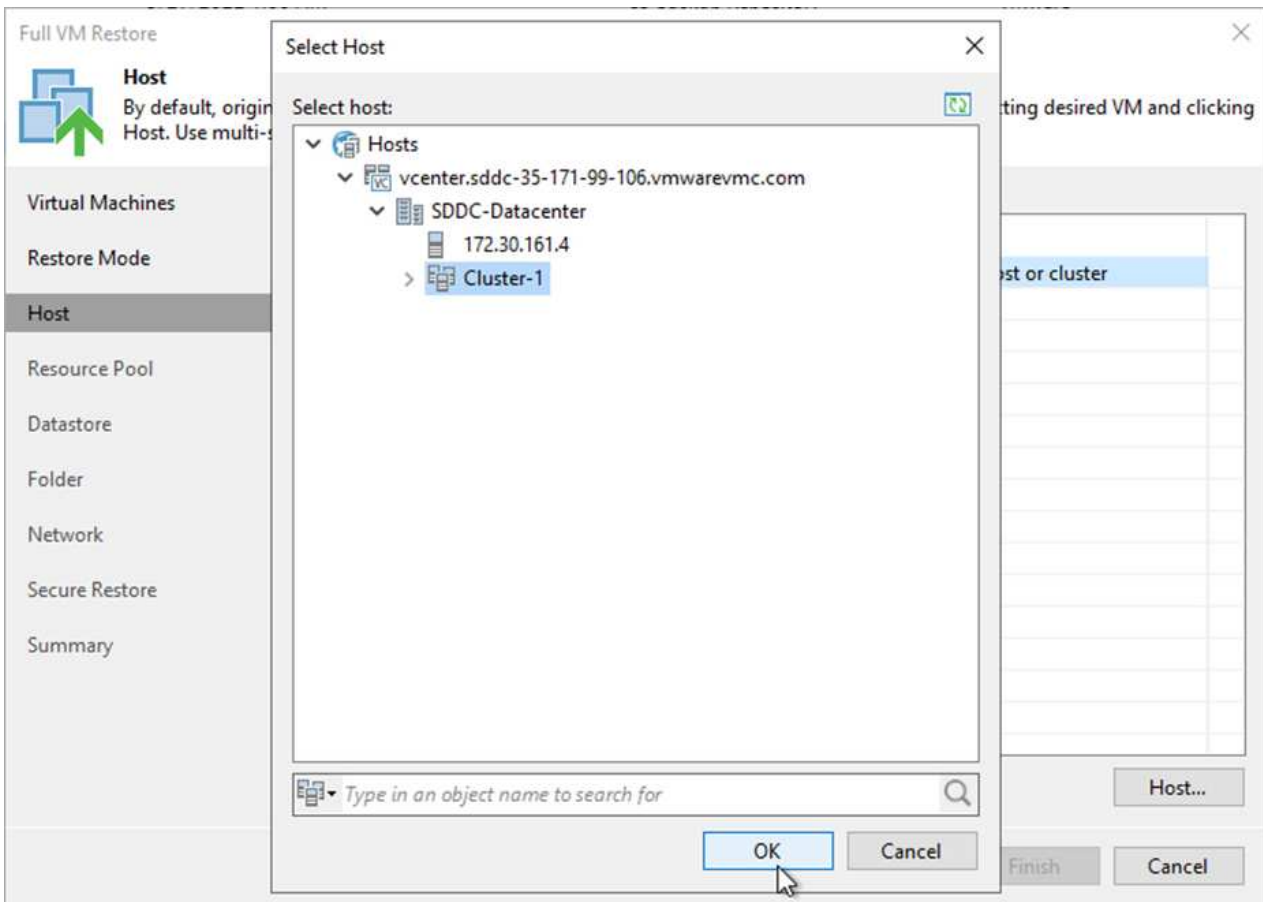 Full VM Restore
Host
By default, origin
Host. Use multi-s
ting desired VM and clicking
Virtual Machines
Restore Mode
Host
Resource Pool
Datastore
Folder
Network
Secure Restore
Summary
Select Host
Select host:
Hosts
vcenter.sddc-35-171-99-106.vmwarevmc.com
SDDC-Datacenter
172.30.161.4
Cluster-1
Type in an object name to search for
OK
Cancel
ost or cluster
Host...
Finish
Cancel